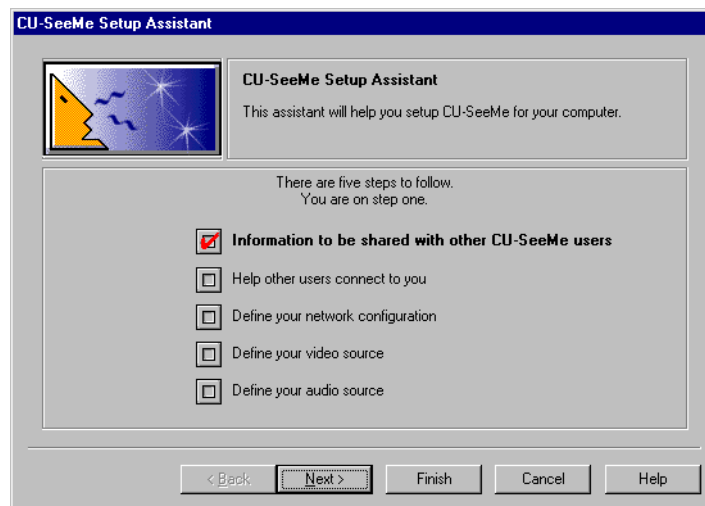 CU-SeeMe Setup Assistant
CU-SeeMe Setup Assistant
This assistant will help you setup CU-SeeMe for your computer.
There are five steps to follow.
You are on step one.
Information to be shared with other CU-SeeMe users
Help other users connect to you
Define your network configuration
Define your video source
Define your audio source
< Back
Next >
Finish
Cancel
Help